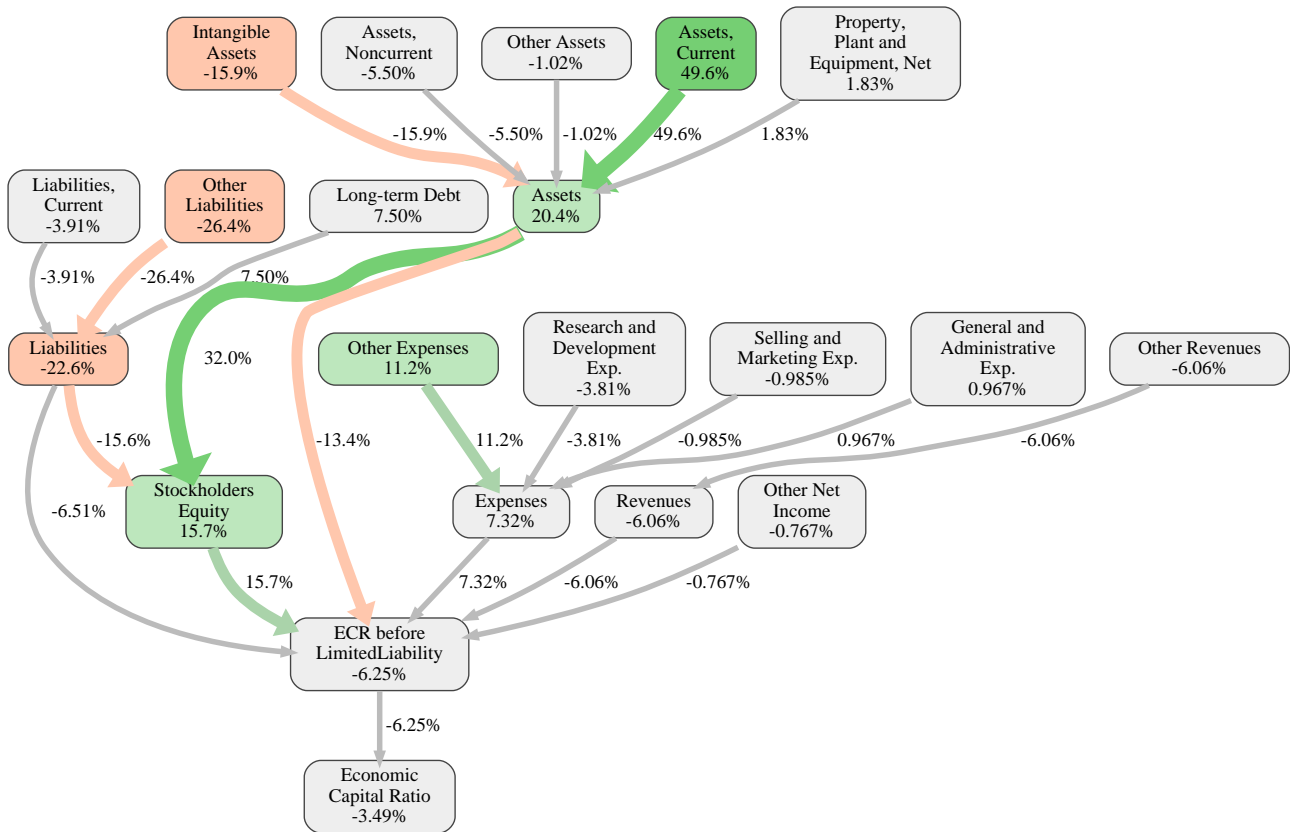 Intangible
Assets
-15.9%
Assets,
Noncurrent
-5.50%
Other Assets
-1.02%
Assets,
Current
49.6%
Property,
Plant and
Equipment, Net
1.83%
-15.9%
-5.50%
-1.02%
49.6%
1.83%
Liabilities,
Current
-3.91%
Other
Liabilities
-26.4%
Long-term Debt
7.50%
Assets
20.4%
-3.91%
-26.4%
7.50%
Liabilities
-22.6%
32.0%
Other Expenses
11.2%
Research and
Development
Exp.
-3.81%
Selling and
Marketing Exp.
-0.985%
General and
Administrative
Exp.
0.967%
Other Revenues
-6.06%
-15.6%
-13.4%
11.2%
-3.81%
-0.985%
0.967%
-6.06%
-6.51%
Stockholders
Equity
15.7%
Expenses
7.32%
Revenues
-6.06%
Other Net
Income
-0.767%
15.7%
7.32%
-6.06%
-0.767%
ECR before
LimitedLiability
-6.25%
-6.25%
Economic
Capital Ratio
-3.49%